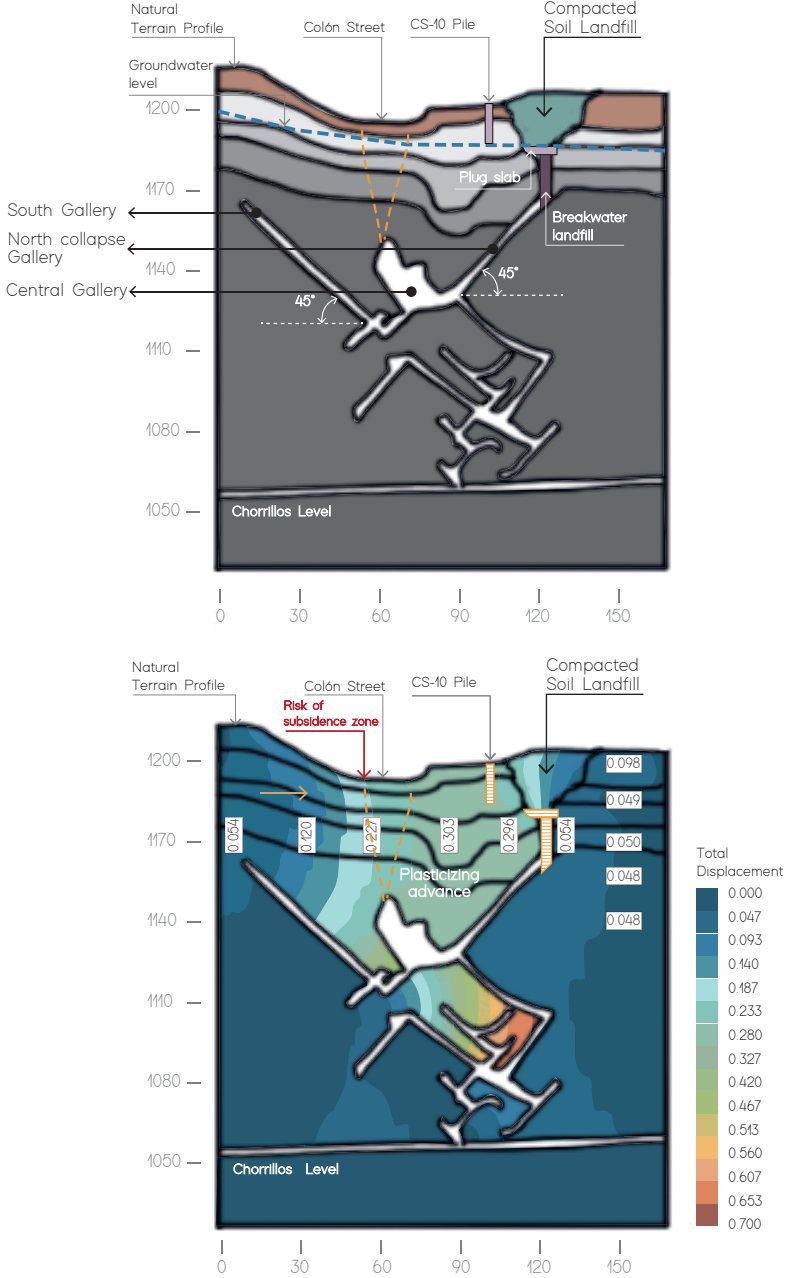 Natural
Terrain Profile
Colón Street
CS-10 Pile
Compacted
Soil Landfill
Groundwater
level
1200
Plug slab
1170
South Gallery
Breakwater
landfill
North collapse
Gallery
1140
45°
Central Gallery
45°
1110
1080
1050
Chorrillos Level
0 30 60 90 120 150
Natural
Terrain Profile
Colón Street
CS-10 Pile
Compacted
Soil Landfill
Risk of
subsidence zone
1200
0.098
0.049
1170
0.054
0.120
0.227
0.303
0.296
0.054
0.050
0.048
Plasticizing
advance
1140
0.048
1110
1080
1050
Chorrillos Level
0 30 60 90 120 150
Total
Displacement
0.000
0.047
0.093
0.140
0.187
0.233
0.280
0.327
0.420
0.467
0.513
0.560
0.607
0.653
0.700